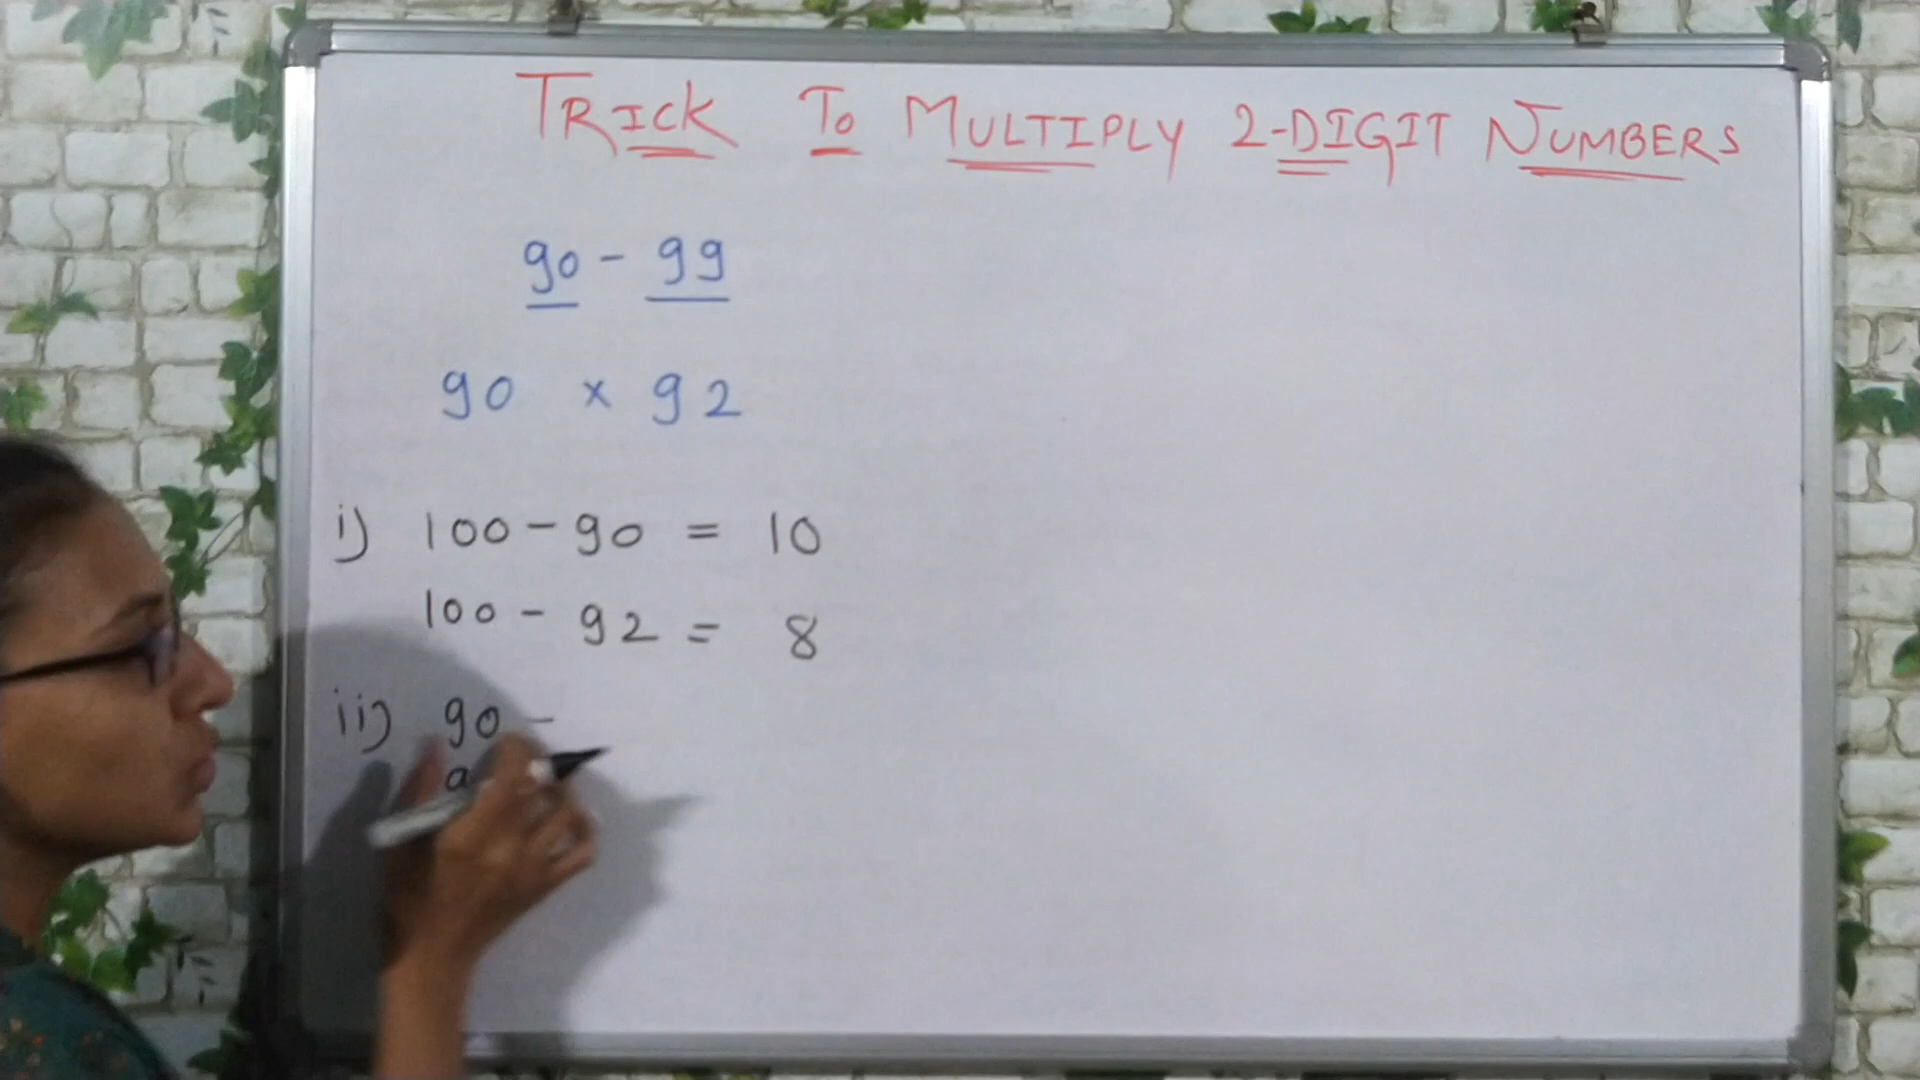 TRICK To MULTIPLY 2-DIGIT NUMBERS
90 - 99
90 x 92
i) 100 - 90 = 10
100 - 92 = 8
ii) 90 -